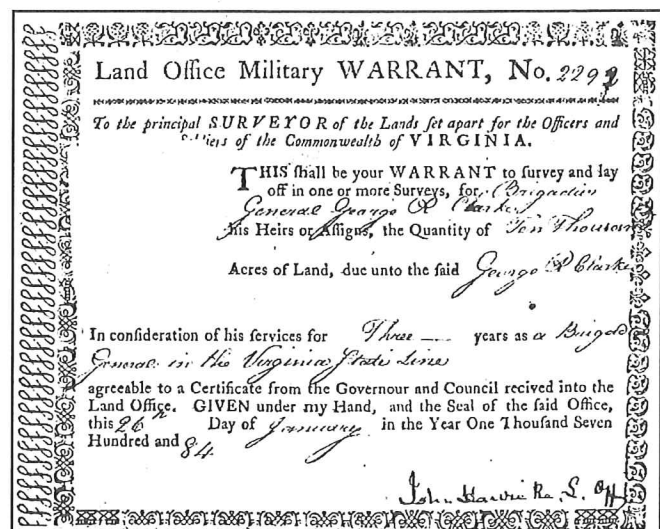 Land Office Military WARRANT, No. 2292
To the principal SURVEYOR of the Lands ſet apart for the Officers and
of the Commonwealth of VIRGINIA.
THIS ſhall be your WARRANT to ſurvey and lay
off in one or more Surveys, for Brigadier
General George R Clarke
his Heirs or Aſſigns, the Quantity of Ten Thousand
Acres of Land, due unto the ſaid George R Clarke
In conſideration of his ſervices for Three years as a Brigad
General in the Virginia State Line
agreeable to a Certificate from the Governour and Council recived into the
Land Office. GIVEN under my Hand, and the Seal of the ſaid Office,
this 26th Day of January in the Year One Thouſand Seven
Hundred and 84
John Harvie Re. L. Off